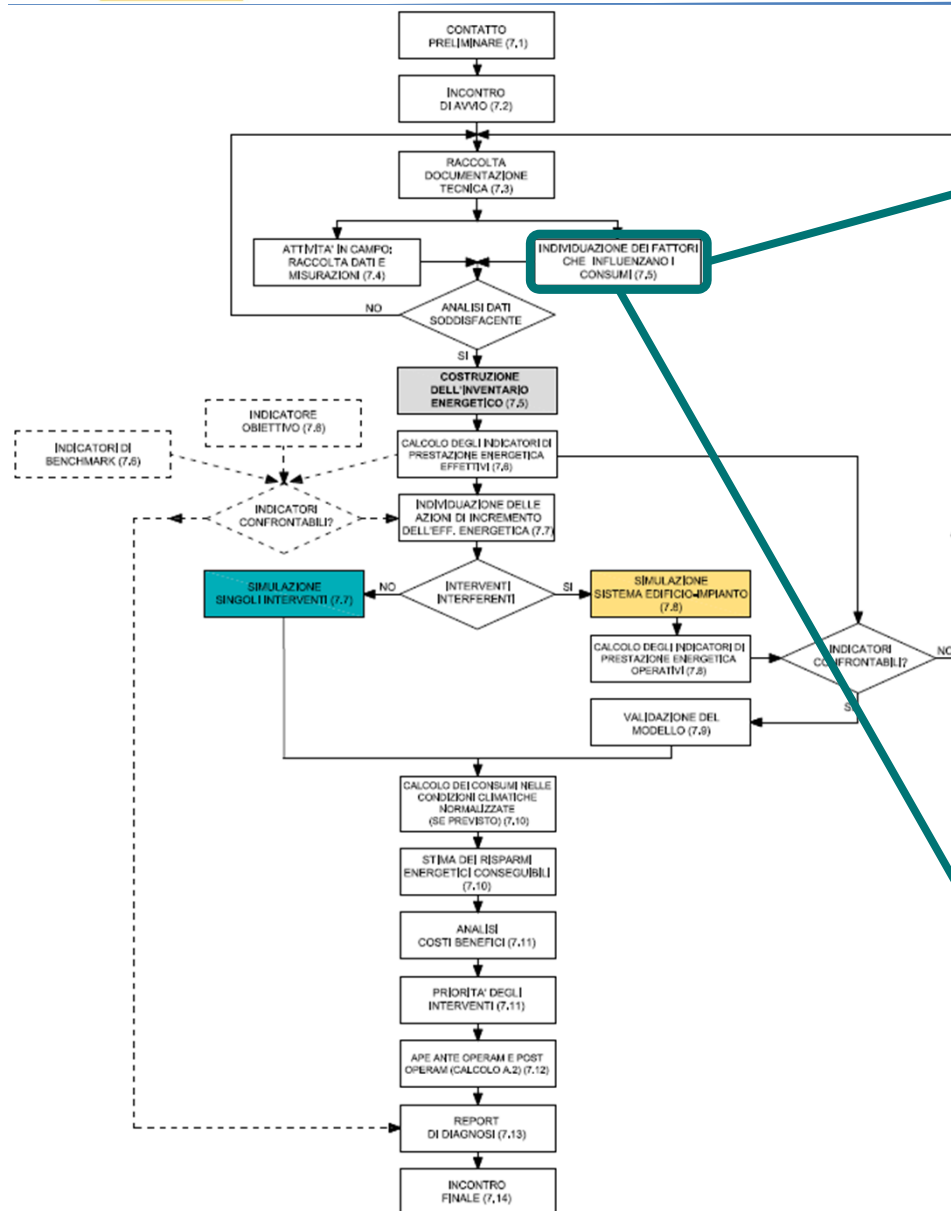 CONTATTO
PRELIMINARE (7.1)
INCONTRO
DI AVVIO (7.2)
RACCOLTA
DOCUMENTAZIONE
TECNICA (7.3)
ATTIVITA' IN CAMPO:
RACCOLTA DATI E
MISURAZIONI (7.4)
INDIVIDUAZIONE DEI FATTORI
CHE INFLUENZANO I
CONSUMI (7.5)
NO
ANALISI DATI
SODDISFACENTE
SI
COSTRUZIONE
DELL'INVENTARIO
ENERGETICO (7.5)
INDICATORE
OBIETTIVO (7.6)
INDICATORI DI
BENCHMARK (7.6)
CALCOLO DEGLI INDICATORI DI
PRESTAZIONE ENERGETICA
EFFETTIVI (7.6)
INDICATORI
CONFRONTABILI?
INDIVIDUAZIONE DELLE
AZIONI DI INCREMENTO
DELL'EFF. ENERGETICA (7.7)
SIMULAZIONE
SINGOLI INTERVENTI (7.7)
NO
INTERVENTI
INTERFERENTI
SI
SIMULAZIONE
SISTEMA EDIFICIO-IMPIANTO
(7.8)
CALCOLO DEGLI INDICATORI DI
PRESTAZIONE ENERGETICA
OPERATIVI (7.8)
INDICATORI
CONFRONTABILI?
NO
SI
VALIDAZIONE DEL
MODELLO (7.9)
CALCOLO DEI CONSUMI NELLE
CONDIZIONI CLIMATICHE
NORMALIZZATE
(SE PREVISTO) (7.10)
STIMA DEI RISPARMI
ENERGETICI CONSEGUIBILI
(7.10)
ANALISI
COSTI BENEFICI (7.11)
PRIORITA' DEGLI
INTERVENTI (7.11)
APE ANTE OPERAM E POST
OPERAM (CALCOLO A.2) (7.12)
REPORT
DI DIAGNOSI (7.13)
INCONTRO
FINALE (7.14)